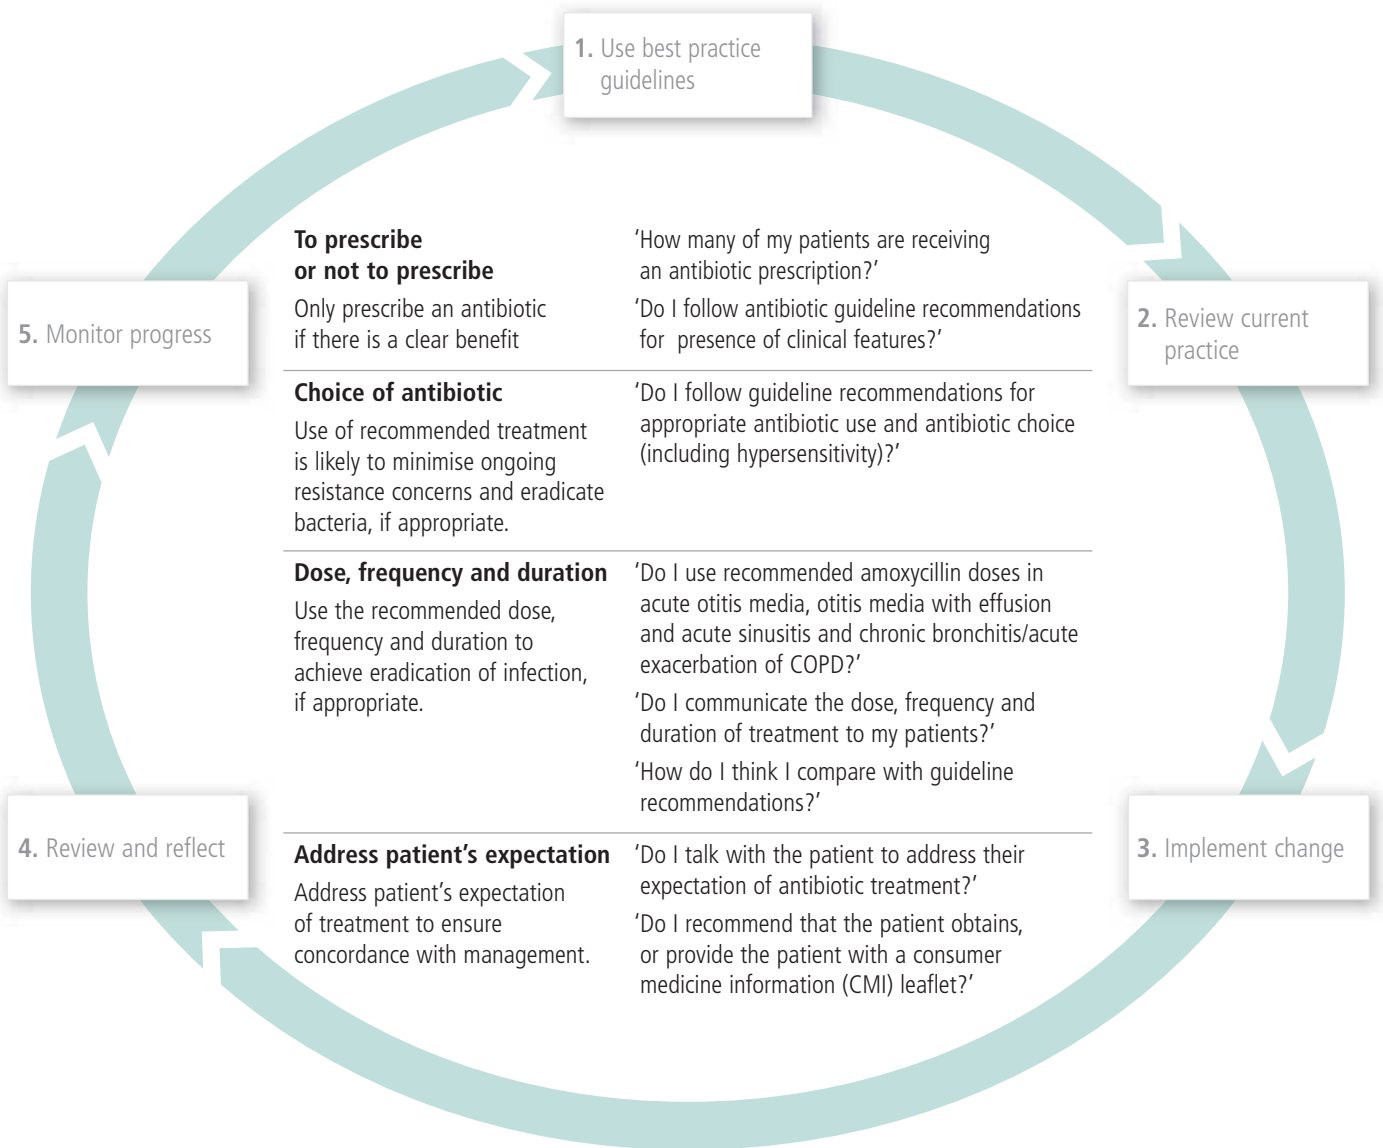 1. Use best practice
guidelines
To prescribe
or not to prescribe
Only prescribe an antibiotic
if there is a clear benefit
‘How many of my patients are receiving
an antibiotic prescription?’
‘Do I follow antibiotic guideline recommendations
for presence of clinical features?’
5. Monitor progress
2. Review current
practice
Choice of antibiotic
Use of recommended treatment
is likely to minimise ongoing
resistance concerns and eradicate
bacteria, if appropriate.
‘Do I follow guideline recommendations for
appropriate antibiotic use and antibiotic choice
(including hypersensitivity)?’
Dose, frequency and duration
Use the recommended dose,
frequency and duration to
achieve eradication of infection,
if appropriate.
‘Do I use recommended amoxycillin doses in
acute otitis media, otitis media with effusion
and acute sinusitis and chronic bronchitis/acute
exacerbation of COPD?’
‘Do I communicate the dose, frequency and
duration of treatment to my patients?’
‘How do I think I compare with guideline
recommendations?’
4. Review and reflect
3. Implement change
Address patient’s expectation
Address patient’s expectation
of treatment to ensure
concordance with management.
‘Do I talk with the patient to address their
expectation of antibiotic treatment?’
‘Do I recommend that the patient obtains,
or provide the patient with a consumer
medicine information (CMI) leaflet?’